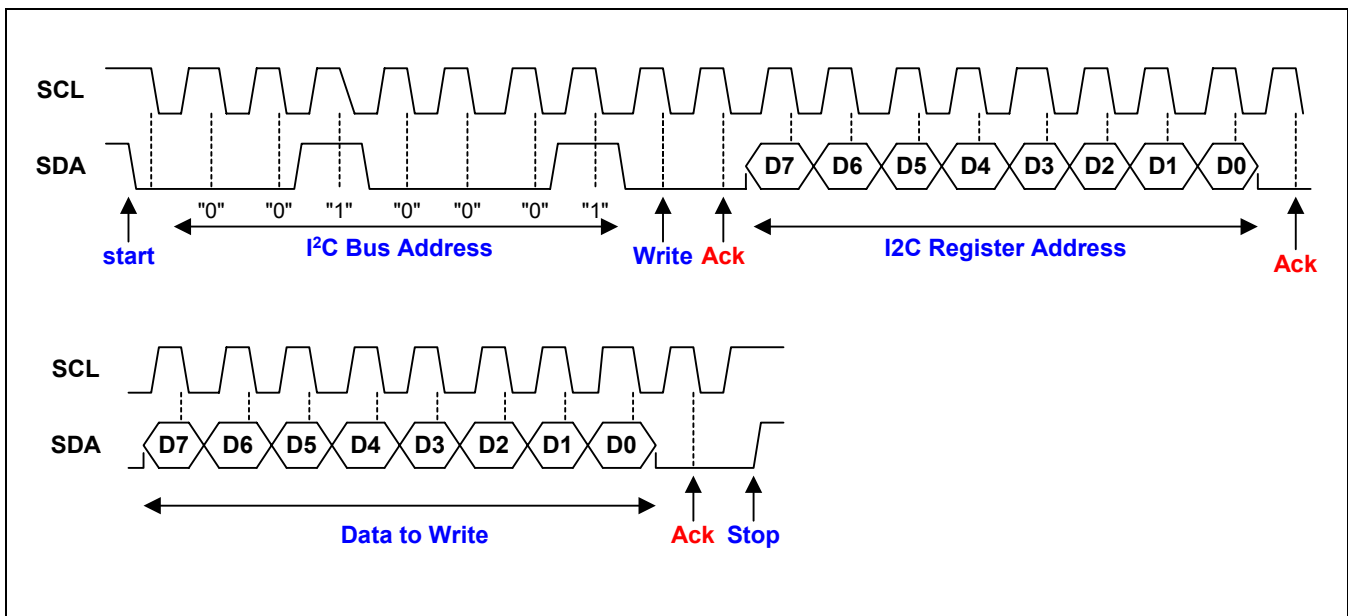 SCL
SDA D7 D6 D5 D4 D3 D2 D1 D0
"0" "0" "1" "0" "0" "0" "1"
start I²C Bus Address Write Ack I2C Register Address Ack
SCL
SDA D7 D6 D5 D4 D3 D2 D1 D0
Data to Write Ack Stop